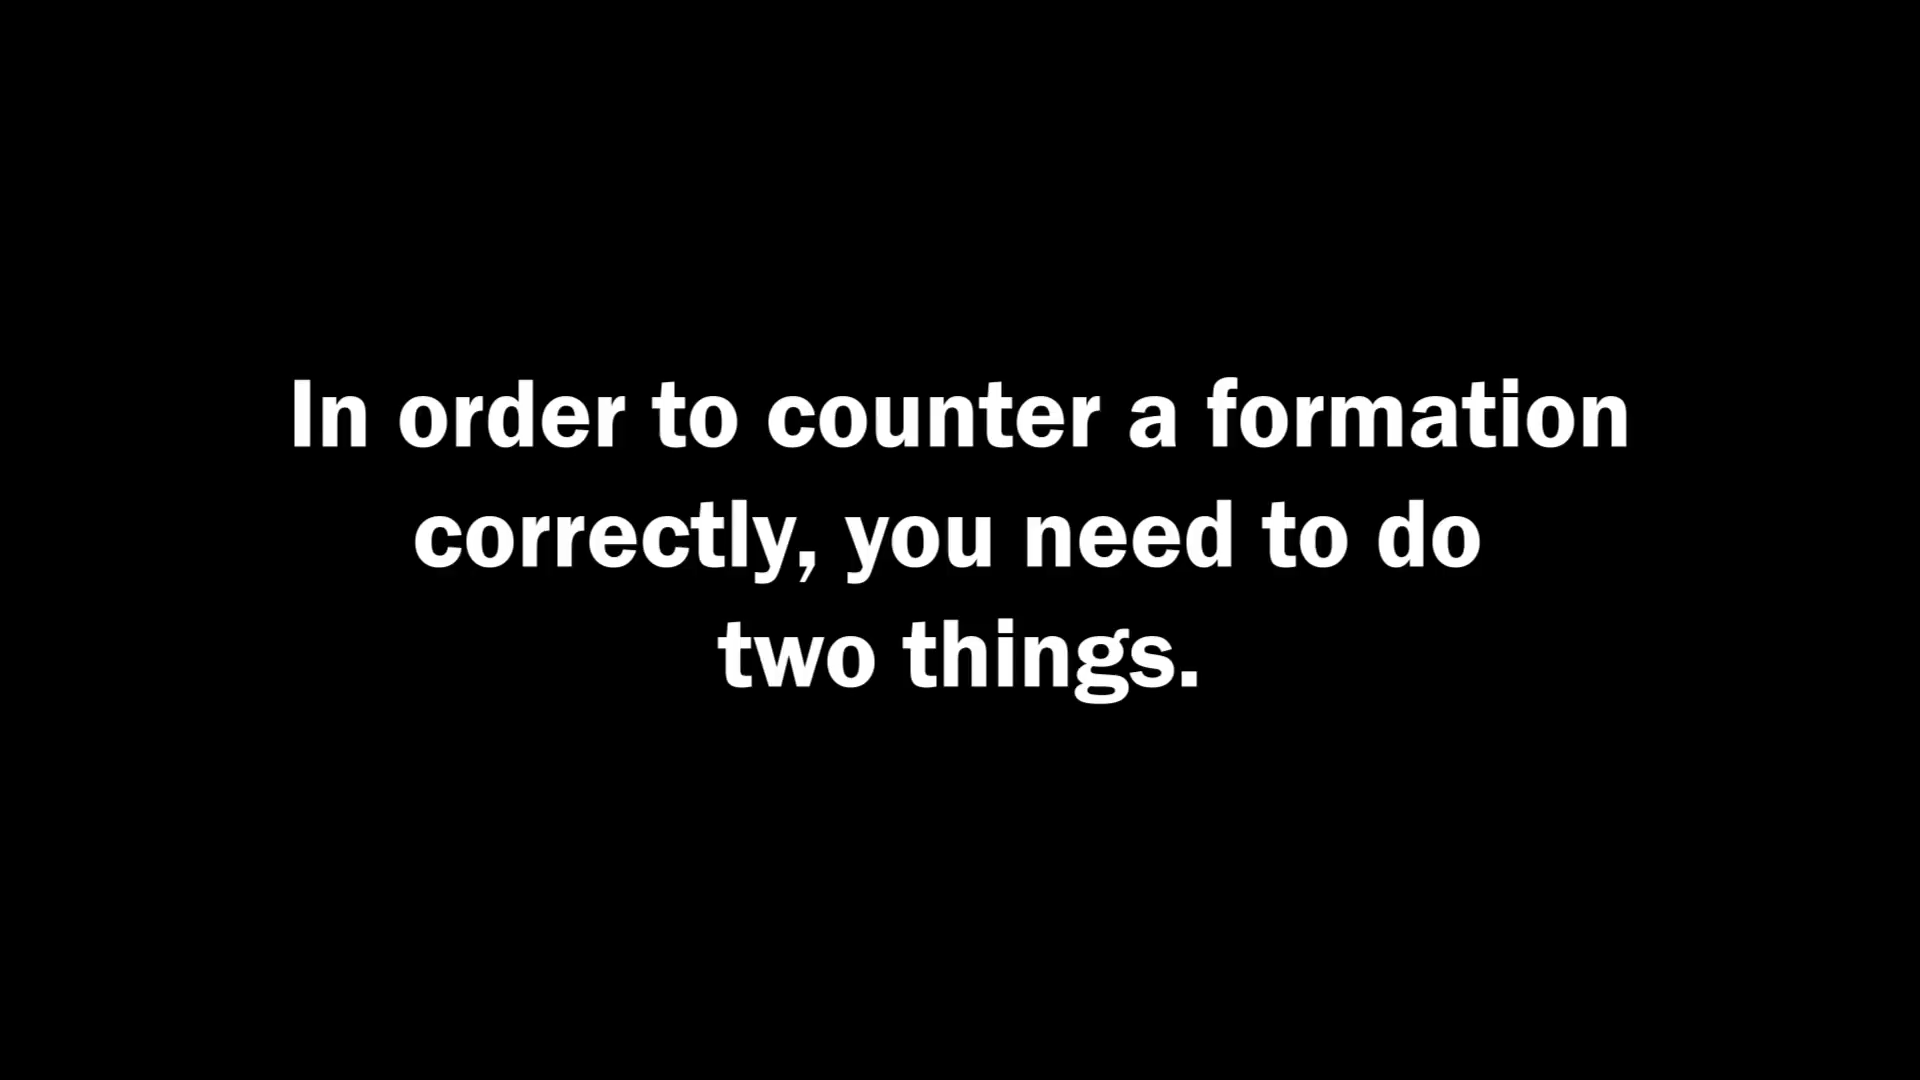 In order to counter a formation
correctly, you need to do
two things.